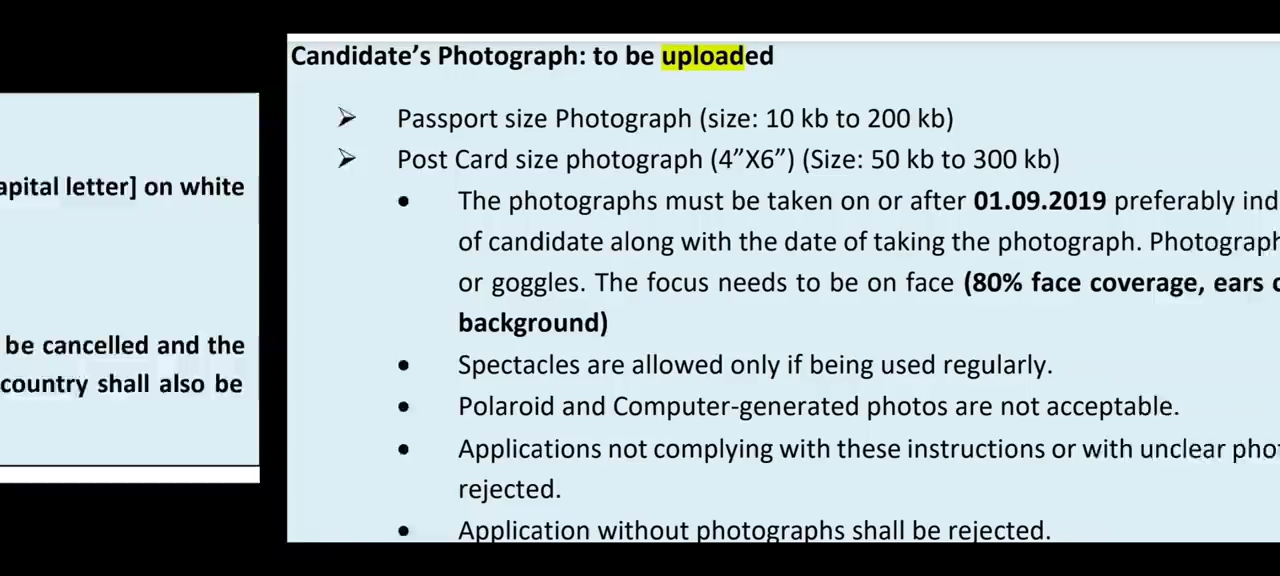 apital letter] on white
be cancelled and the
country shall also be
Candidate’s Photograph: to be uploaded
➢ Passport size Photograph (size: 10 kb to 200 kb)
➢ Post Card size photograph (4”X6”) (Size: 50 kb to 300 kb)
• The photographs must be taken on or after 01.09.2019 preferably ind
of candidate along with the date of taking the photograph. Photograph
or goggles. The focus needs to be on face (80% face coverage, ears
background)
• Spectacles are allowed only if being used regularly.
• Polaroid and Computer-generated photos are not acceptable.
• Applications not complying with these instructions or with unclear pho
rejected.
• Application without photographs shall be rejected.